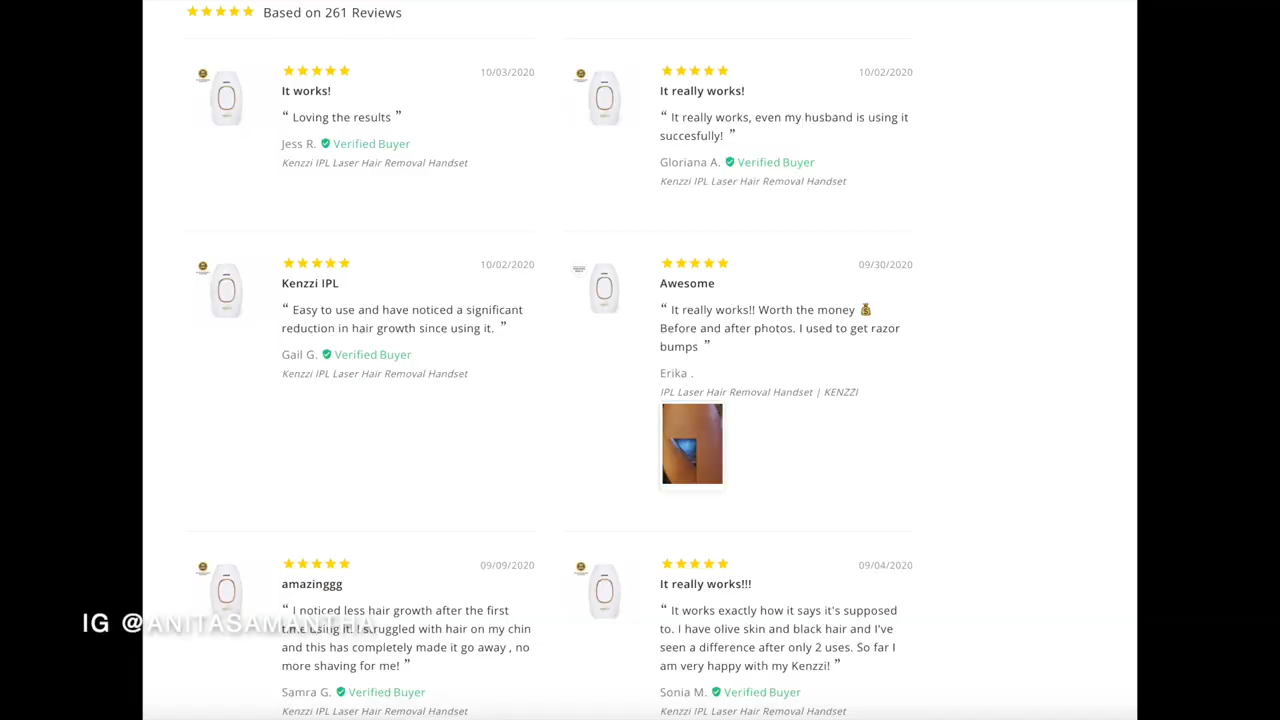 Based on 261 Reviews
10/03/2020
It works!
“ Loving the results ”
Jess R. Verified Buyer
Kenzzi IPL Laser Hair Removal Handset
10/02/2020
It really works!
“ It really works, even my husband is using it
succesfully! ”
Gloriana A. Verified Buyer
Kenzzi IPL Laser Hair Removal Handset
10/02/2020
Kenzzi IPL
“ Easy to use and have noticed a significant
reduction in hair growth since using it. ”
Gail G. Verified Buyer
Kenzzi IPL Laser Hair Removal Handset
09/30/2020
Awesome
“ It really works!! Worth the money 💰
Before and after photos. I used to get razor
bumps ”
Erika .
IPL Laser Hair Removal Handset | KENZZI
09/09/2020
amazinggg
“ I noticed less hair growth after the first
time using it! I struggled with hair on my chin
and this has completely made it go away , no
more shaving for me! ”
Samra G. Verified Buyer
Kenzzi IPL Laser Hair Removal Handset
09/04/2020
It really works!!!
“ It works exactly how it says it's supposed
to. I have olive skin and black hair and I've
seen a difference after only 2 uses. So far I
am very happy with my Kenzzi! ”
Sonia M. Verified Buyer
Kenzzi IPL Laser Hair Removal Handset
IG @ANITASAMANTHA